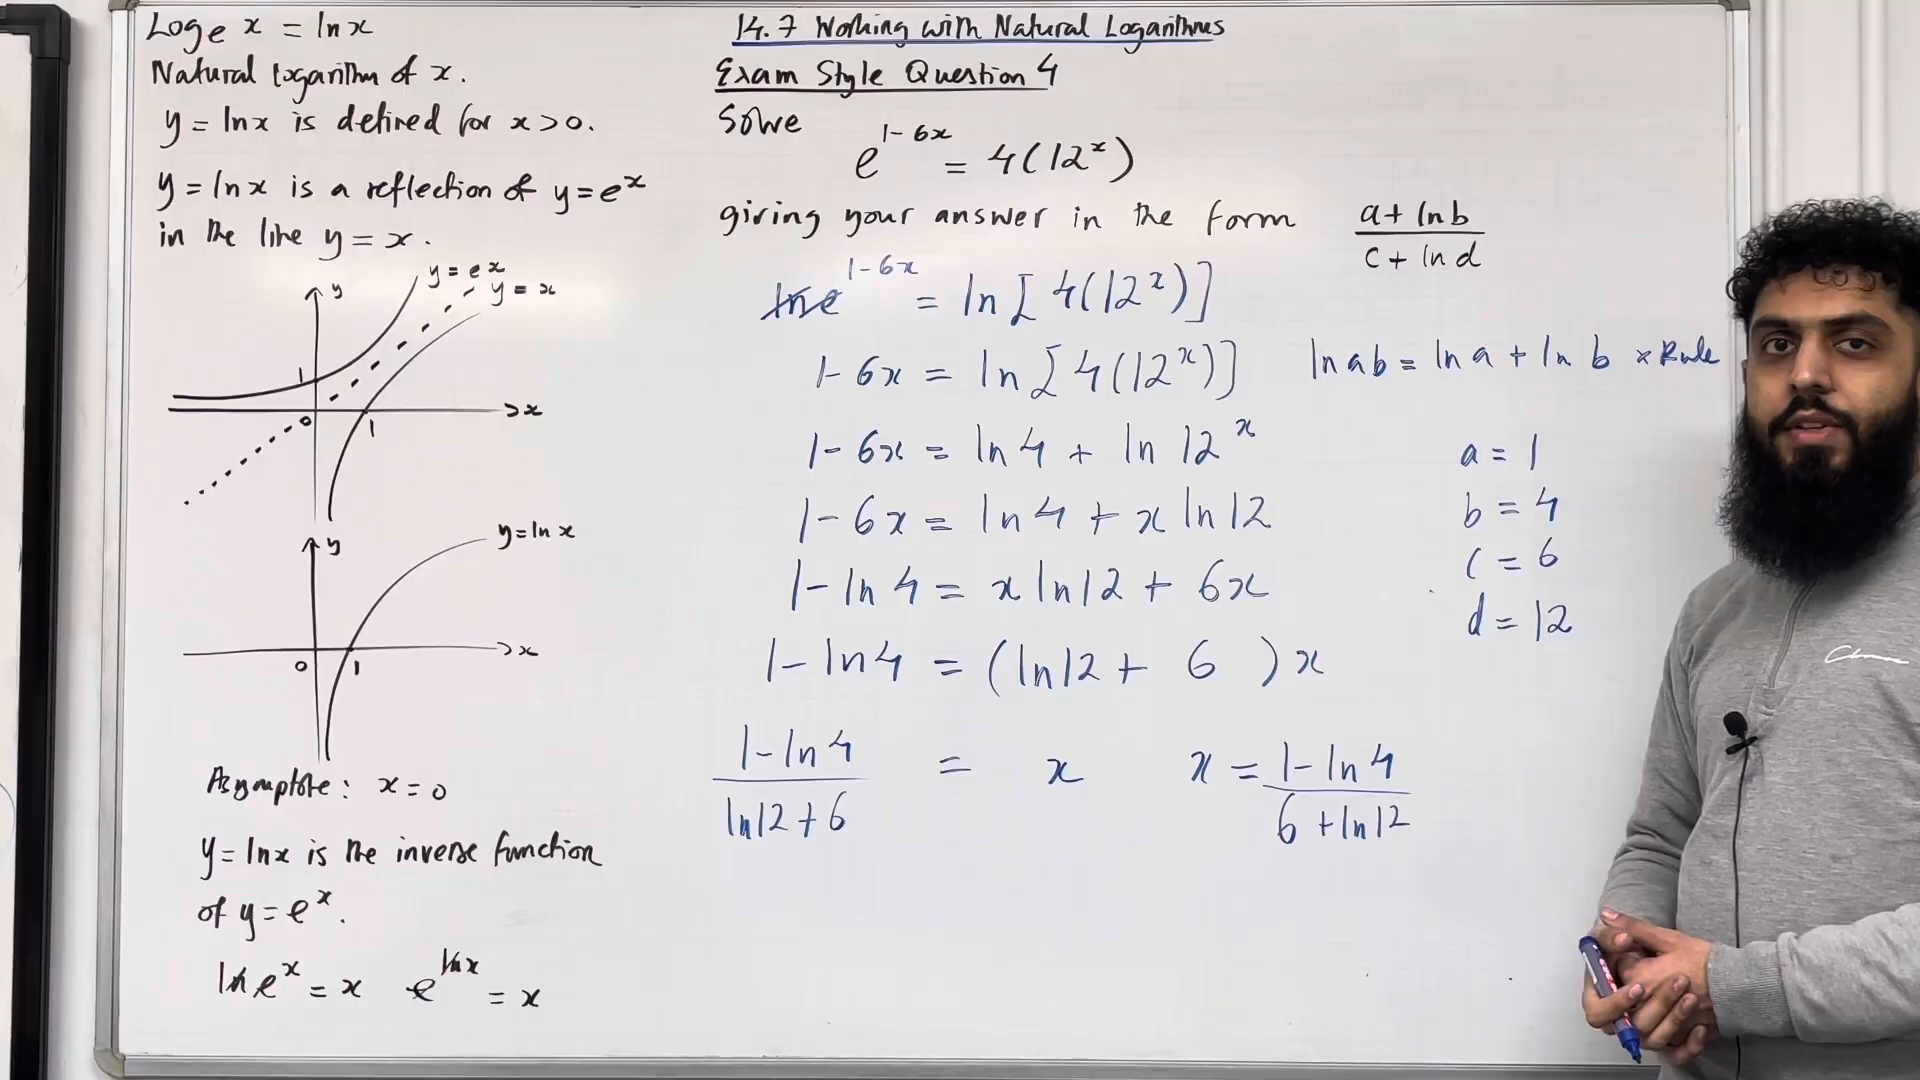 Loge x = ln x
Natural logarithm of x.
y = ln x is defined for x > 0.
y = ln x is a reflection of y = e^x
in the line y = x.
y
y = e^x
y = x
1
0
1
x
y
y = ln x
0
1
x
Asymptote: x = 0
y = ln x is the inverse function
of y = e^x.
ln e^x = x e^ln x = x
14.7 Working with Natural Logarithms
Exam Style Question 4
Solve
e^1-6x = 4(12^x)
giving your answer in the form a + ln b / c + ln d
ln e^1-6x = ln[4(12^x)]
1-6x = ln[4(12^x)] ln ab = ln a + ln b × Rule
1-6x = ln 4 + ln 12^x
1-6x = ln 4 + x ln 12
1-ln 4 = x ln 12 + 6x
1-ln 4 = (ln 12 + 6 )x
1-ln 4 / ln 12 + 6 = x x = 1-ln 4 / 6 + ln 12
a = 1
b = 4
c = 6
d = 12